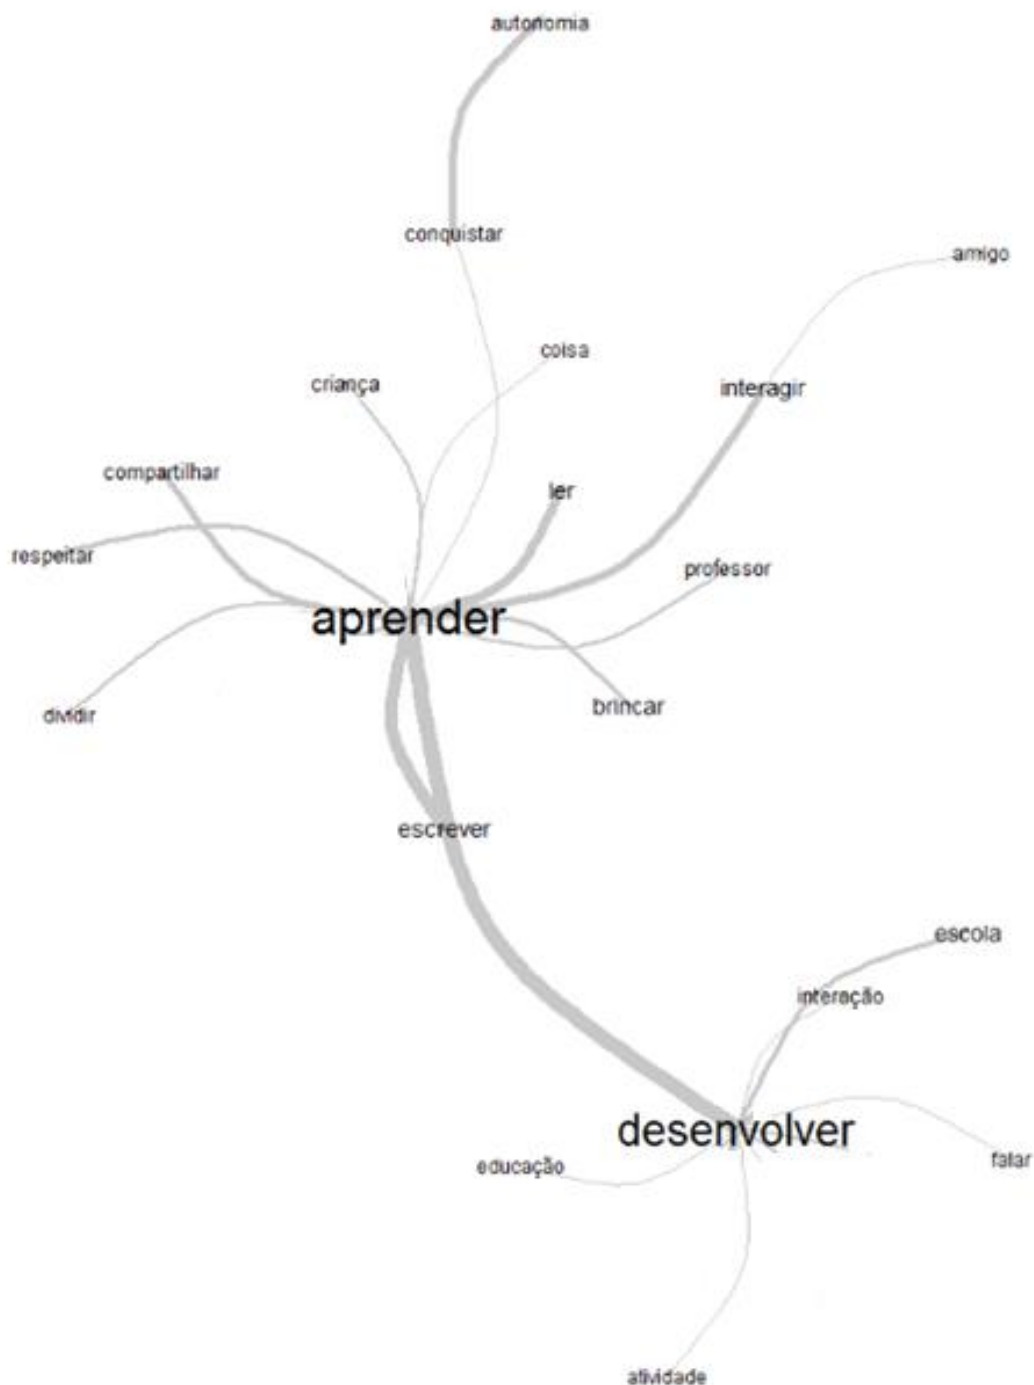 autonomia
conquistar
amigo
coisa
criança
interagir
compartilhar
ler
respeitar
professor
aprender
brincar
dividir
escrever
escola
interação
desenvolver
falar
educação
atividade